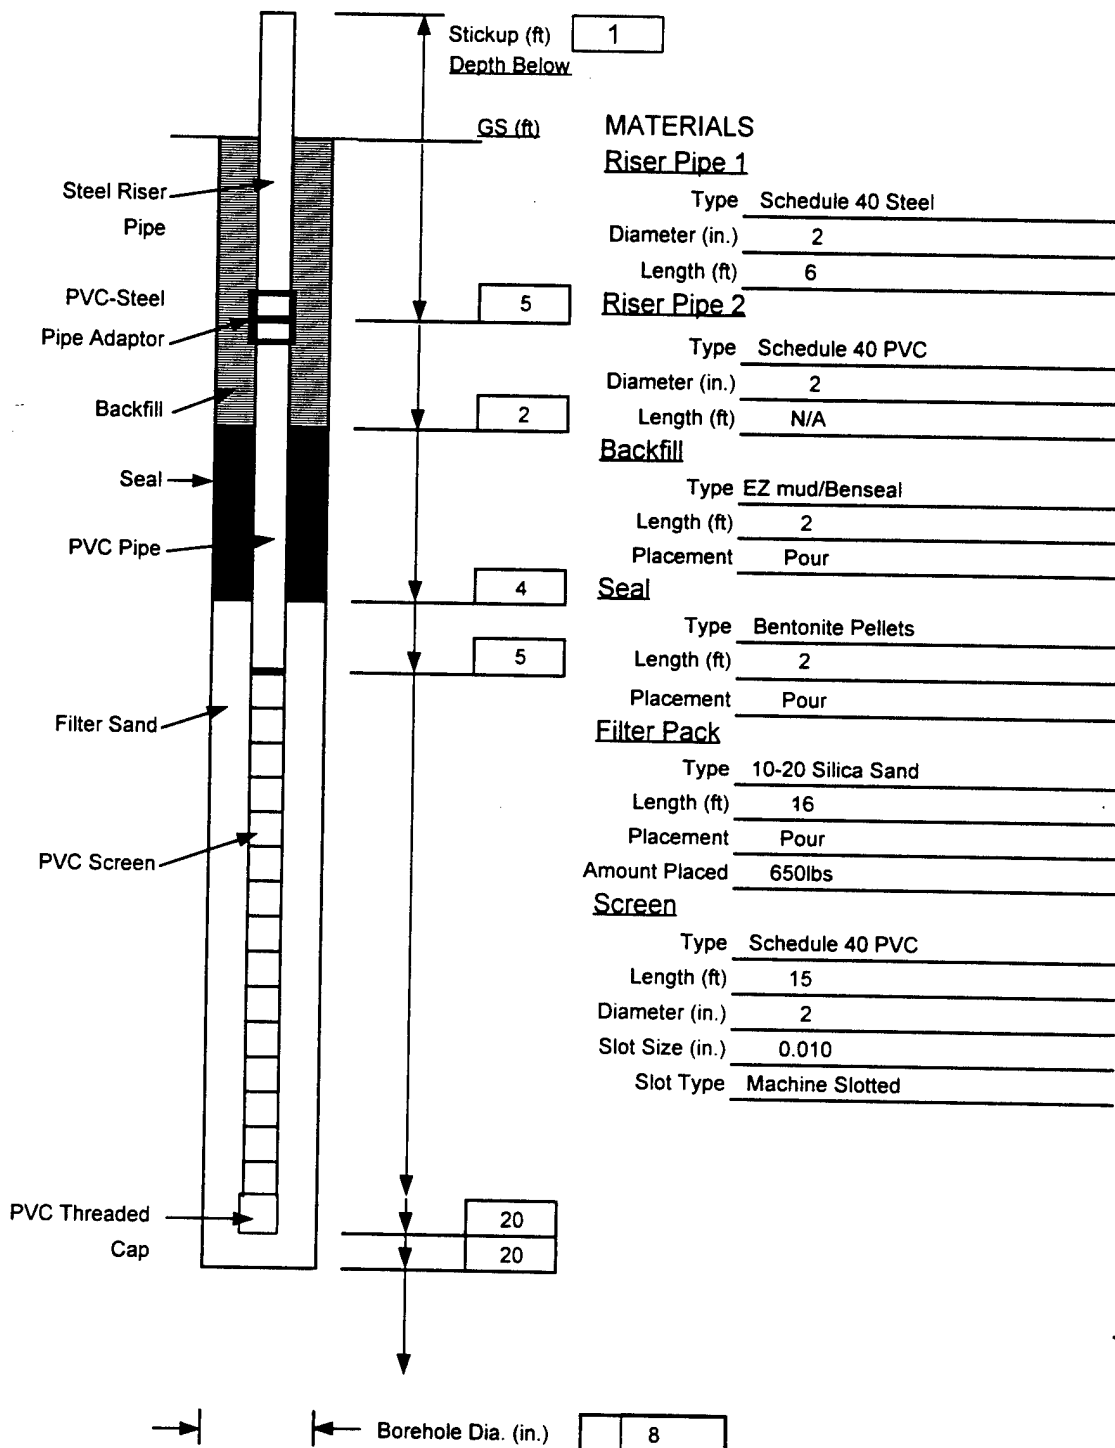 Stickup (ft) 1
Depth Below
GS (ft)
Steel Riser
Pipe
PVC-Steel
Pipe Adaptor
5
Backfill
2
Seal
PVC Pipe
4
5
Filter Sand
PVC Screen
PVC Threaded
Cap
20
20
Borehole Dia. (in.) 8
MATERIALS
Riser Pipe 1
Type Schedule 40 Steel
Diameter (in.) 2
Length (ft) 6
Riser Pipe 2
Type Schedule 40 PVC
Diameter (in.) 2
Length (ft) N/A
Backfill
Type EZ mud/Benseal
Length (ft) 2
Placement Pour
Seal
Type Bentonite Pellets
Length (ft) 2
Placement Pour
Filter Pack
Type 10-20 Silica Sand
Length (ft) 16
Placement Pour
Amount Placed 650lbs
Screen
Type Schedule 40 PVC
Length (ft) 15
Diameter (in.) 2
Slot Size (in.) 0.010
Slot Type Machine Slotted